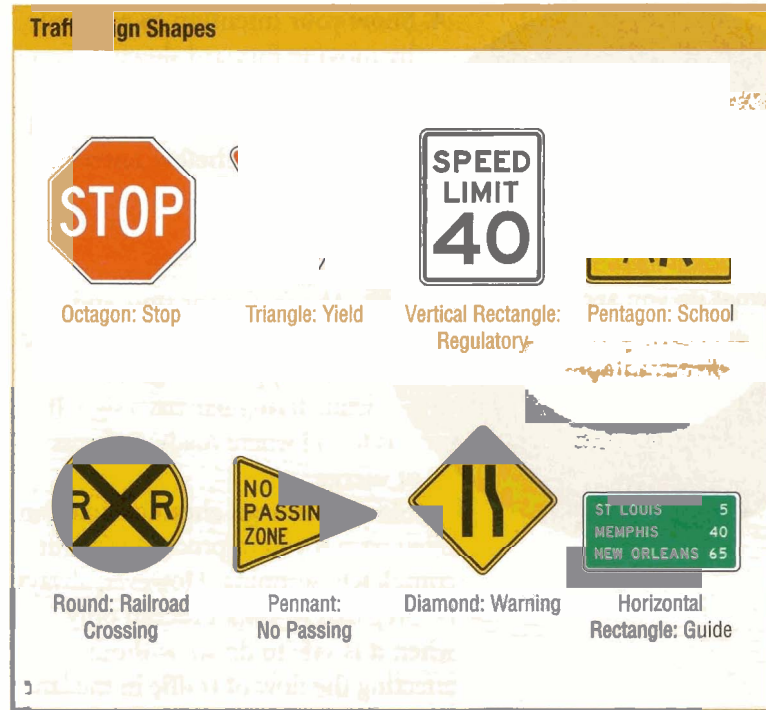 Traff ign Shapes
STOP
SPEED
LIMIT
40
Octagon: Stop
Triangle: Yield
Vertical Rectangle:
Regulatory
Pentagon: School
R R
NO
PASSIN
ZONE
ST LOUIS 5
MEMPHIS 40
NEW ORLEANS 65
Round: Railroad
Crossing
Pennant:
No Passing
Diamond: Warning
Horizontal
Rectangle: Guide